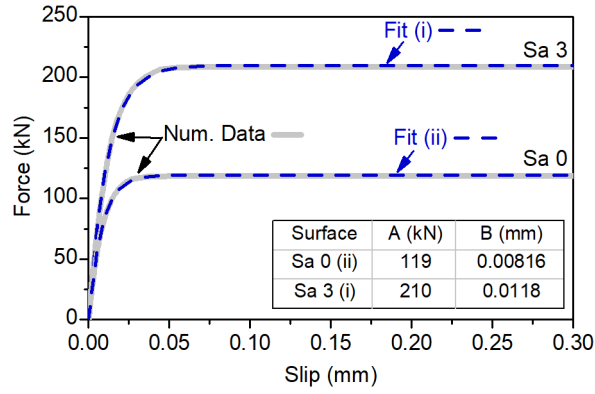 250
200
150
100
50
0
Force (kN)
Fit (i)
Sa 3
Num. Data
Fit (ii)
Sa 0
Surface A (kN) B (mm)
Sa 0 (ii) 119 0.00816
Sa 3 (i) 210 0.0118
0.00 0.05 0.10 0.15 0.20 0.25 0.30
Slip (mm)